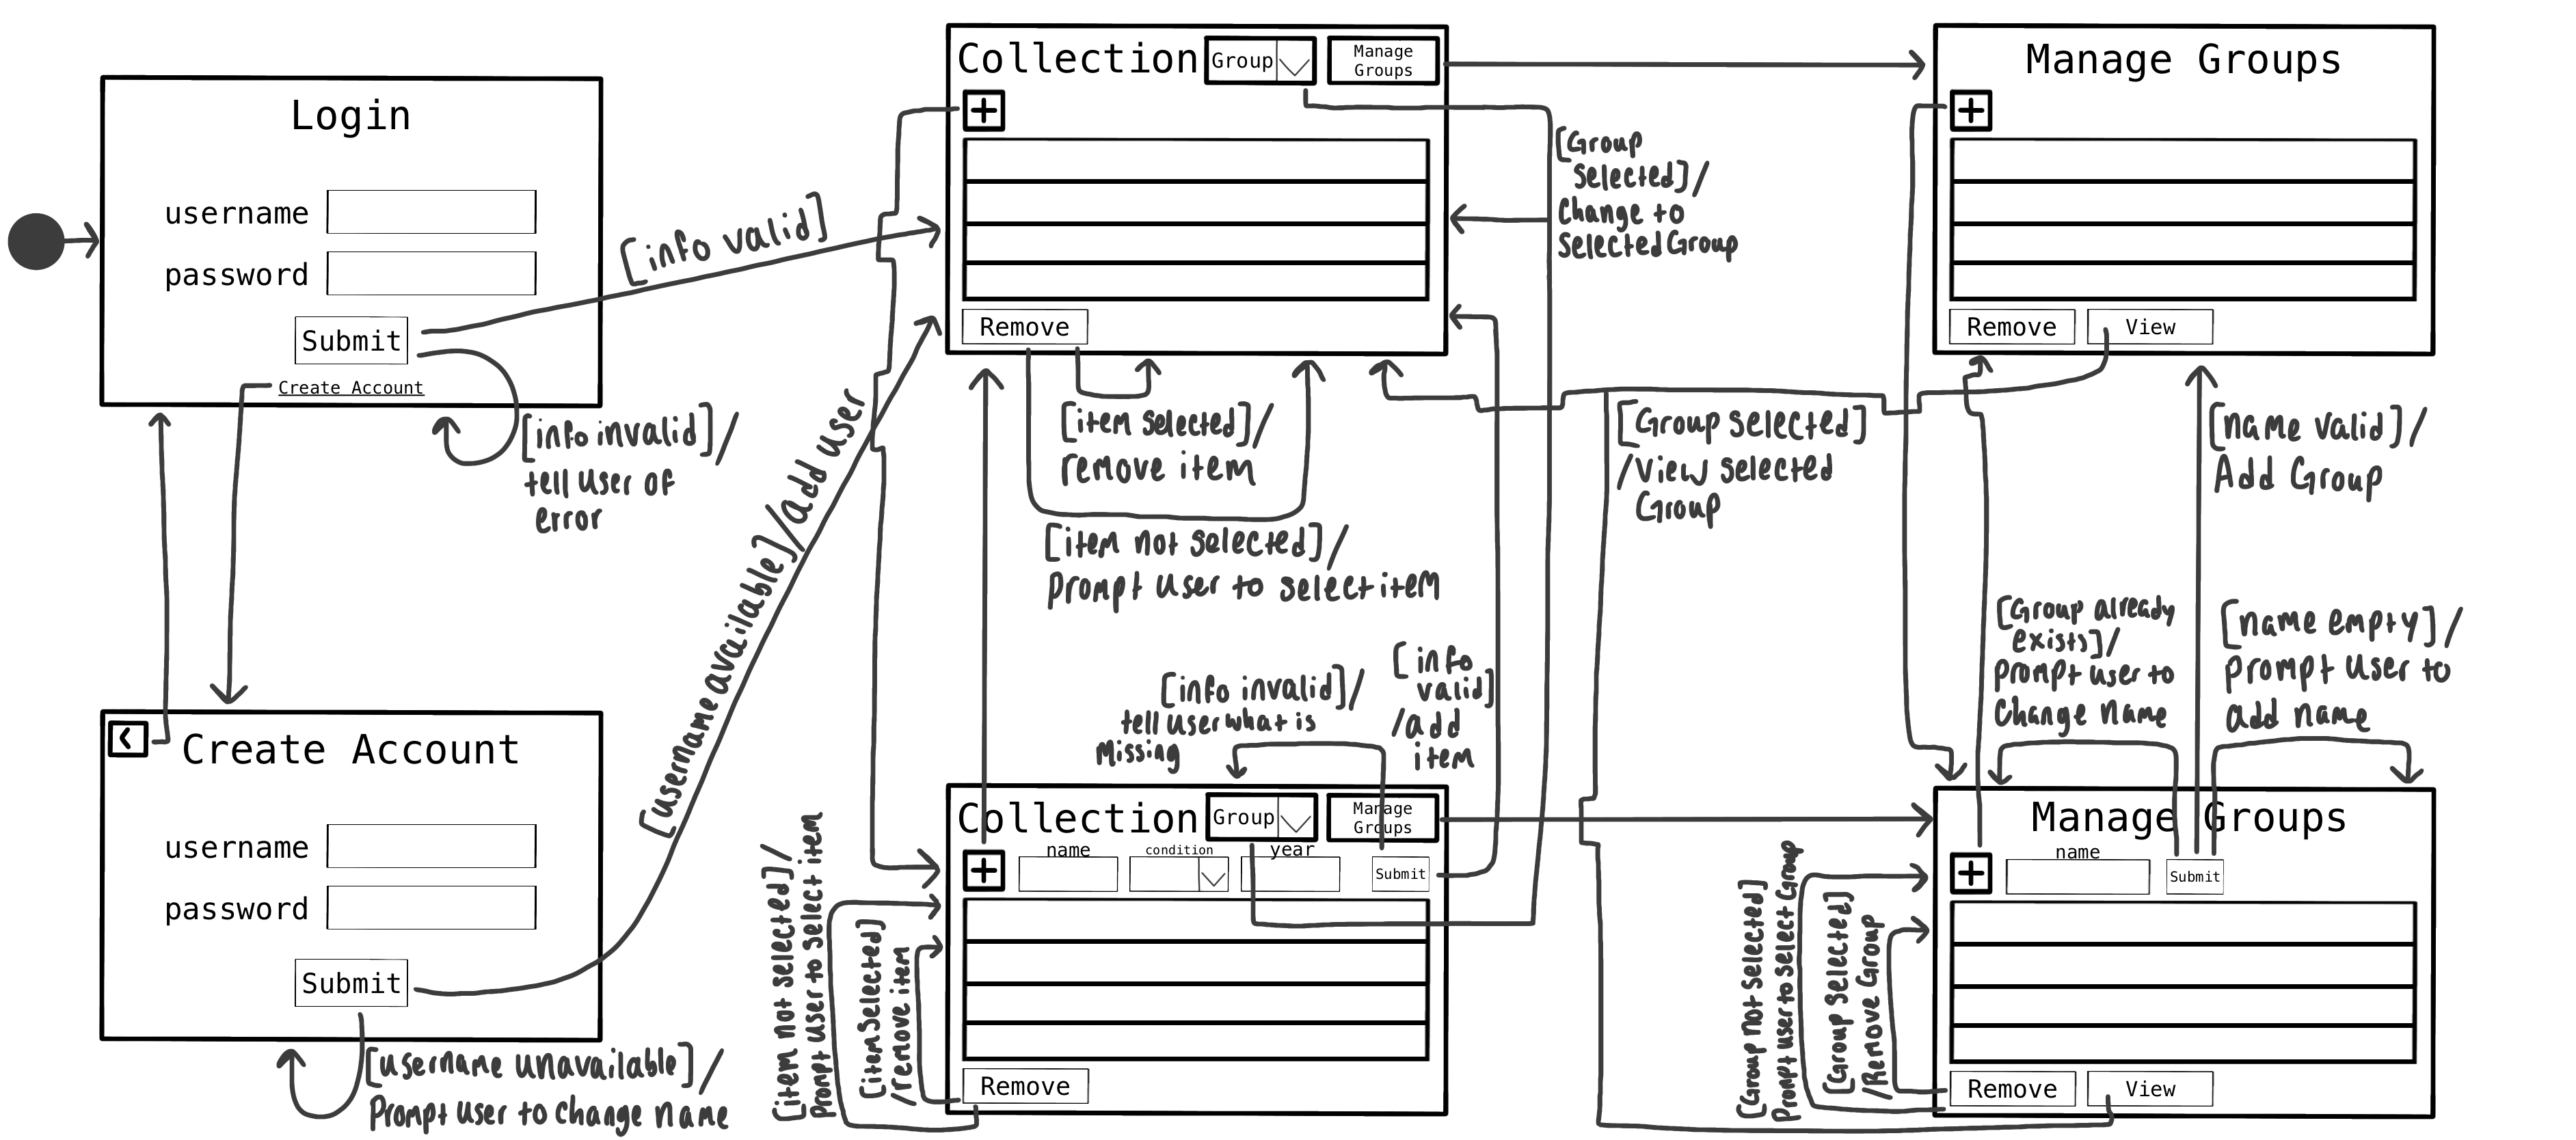 Login
username
password
Submit
Create Account
[info valid]
[info invalid]/
tell user of
error
<
Create Account
username
password
Submit
[username unavailable]/
Prompt user to change name
[username available]/add user
Collection
Group
Manage
Groups
+
Remove
[item selected]/
remove item
[item not selected]/
Prompt user to select item
[Group
selected]/
Change to
Selected Group
[Group selected]
/View selected
Group
[info invalid]/
tell user what is
Missing
[info
valid]
/add
item
Collection
Group
Manage
Groups
name
condition
year
+
Submit
Remove
[item not selected]/
Prompt user to select item
[item selected]
/remove item
Manage Groups
+
Remove
View
[name valid]/
Add Group
[Group already
exists]/
Prompt user to
Change Name
[name empty]/
Prompt user to
add name
Manage Groups
name
+
Submit
Remove
View
[Group not selected]
Prompt user to select Group
[Group selected]
/Remove Group